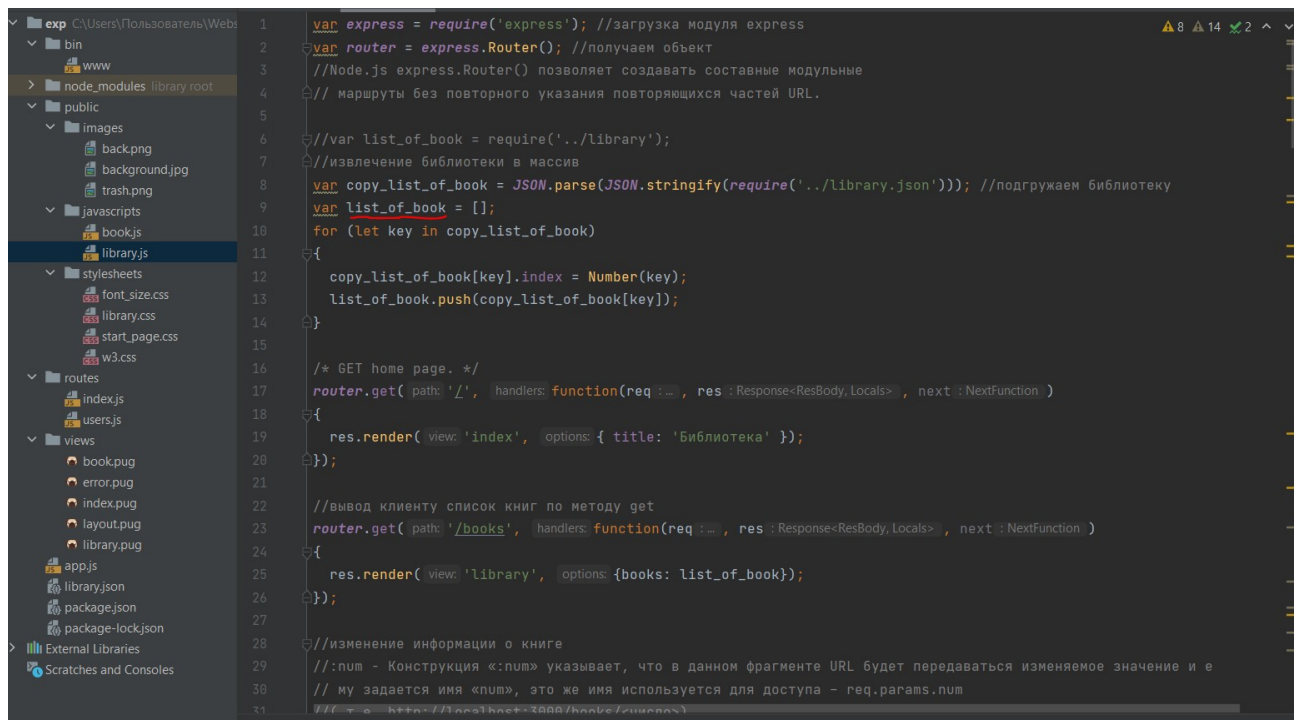 exp C:\Users\Пользователь\Webs
bin
www
node_modules library root
public
images
back.png
background.jpg
trash.png
javascripts
book.js
library.js
stylesheets
font_size.css
library.css
start_page.css
w3.css
routes
index.js
users.js
views
book.pug
error.pug
index.pug
layout.pug
library.pug
app.js
library.json
package.json
package-lock.json
External Libraries
Scratches and Consoles
8 14 2
1 var express = require('express'); //загрузка модуля express
2 var router = express.Router(); //получаем объект
3 //Node.js express.Router() позволяет создавать составные модульные
4 // маршруты без повторного указания повторяющихся частей URL.
5
6 //var list_of_book = require('../library');
7 //извлечение библиотеки в массив
8 var copy_list_of_book = JSON.parse(JSON.stringify(require('../library.json'))); //подгружаем библиотеку
9 var list_of_book = [];
10 for (let key in copy_list_of_book)
11 {
12 copy_list_of_book[key].index = Number(key);
13 list_of_book.push(copy_list_of_book[key]);
14 }
15
16 /* GET home page. */
17 router.get( path: '/', handlers: function(req : … , res : Response<ResBody, Locals> , next : NextFunction )
18 {
19 res.render( view: 'index', options: { title: 'Библиотека' });
20 });
21
22 //вывод клиенту список книг по методу get
23 router.get( path: '/books', handlers: function(req : … , res : Response<ResBody, Locals> , next : NextFunction )
24 {
25 res.render( view: 'library', options: {books: list_of_book});
26 });
27
28 //изменение информации о книге
29 //:num - Конструкция «:num» указывает, что в данном фрагменте URL будет передаваться изменяемое значение и е
30 // му задается имя «num», это же имя используется для доступа – req.params.num
31 //( т.е. http://localhost:3000/books/<число>)